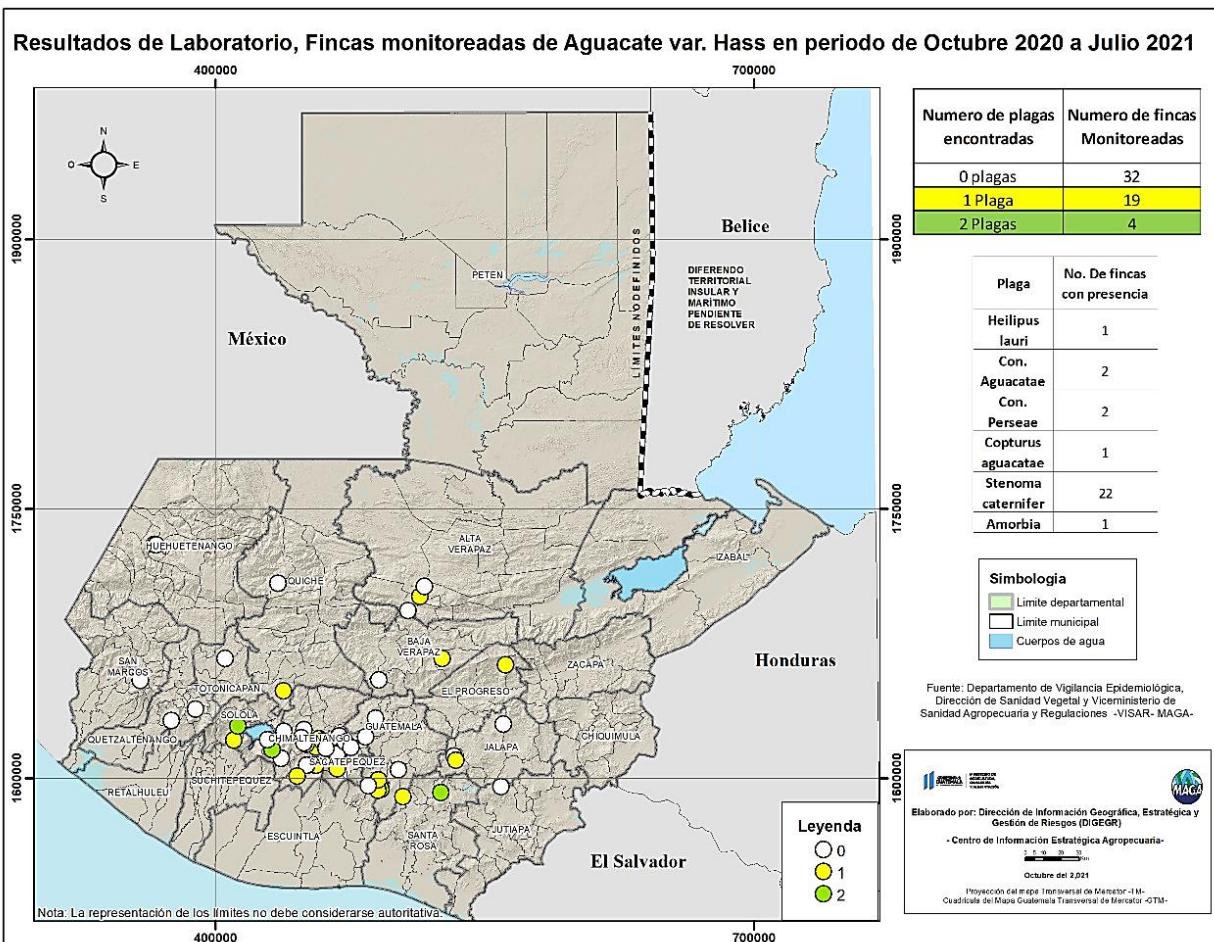 Resultados de Laboratorio, Fincas monitoreadas de Aguacate var. Hass en periodo de Octubre 2020 a Julio 2021
400000
700000
N
O
E
S
1900000
1900000
México
Belice
PETEN
LÍMITES NO DEFINIDOS
DIFERENDO
TERRITORIAL
INSULAR Y
MARÍTIMO
PENDIENTE
DE RESOLVER
1750000
1750000
HUEHUETENANGO
QUICHE
ALTA
VERAPAZ
IZABAL
BAJA
VERAPAZ
SAN
MARCOS
TOTONICAPAN
EL PROGRESO
ZACAPA
Honduras
SOLOLA
QUETZALTENANGO
CHIMALTENANGO
GUATEMALA
JALAPA
CHIQUIMULA
SACATEPEQUEZ
SUCHITEPEQUEZ
RETALHULEU
1600000
1600000
ESCUINTLA
SANTA
ROSA
JUTIAPA
El Salvador
Leyenda
0
1
2
Nota: La representación de los límites no debe considerarse autoritativa.
400000
700000
Numero de plagas encontradas Numero de fincas Monitoreadas
0 plagas 32
1 Plaga 19
2 Plagas 4
Plaga No. De fincas con presencia
Heilipus lauri 1
Con. Aguacatae 2
Con. Perseae 2
Copturus aguacatae 1
Stenoma caternifer 22
Amorbia 1
Simbologia
Limite departamental
Limite municipal
Cuerpos de agua
Fuente: Departamento de Vigilancia Epidemiológica,
Dirección de Sanidad Vegetal y Viceministerio de
Sanidad Agropecuaria y Regulaciones -VISAR- MAGA-
MAGA
Elaborado por: Dirección de Información Geográfica, Estratégica y
Gestión de Riesgos (DIGEGR)
- Centro de Información Estratégica Agropecuaria-
Octubre del 2,021
Proyección del mapa Transversal de Mercator -TM-
Cuadrícula del Mapa Guatemala Transversal de Mercator -GTM-